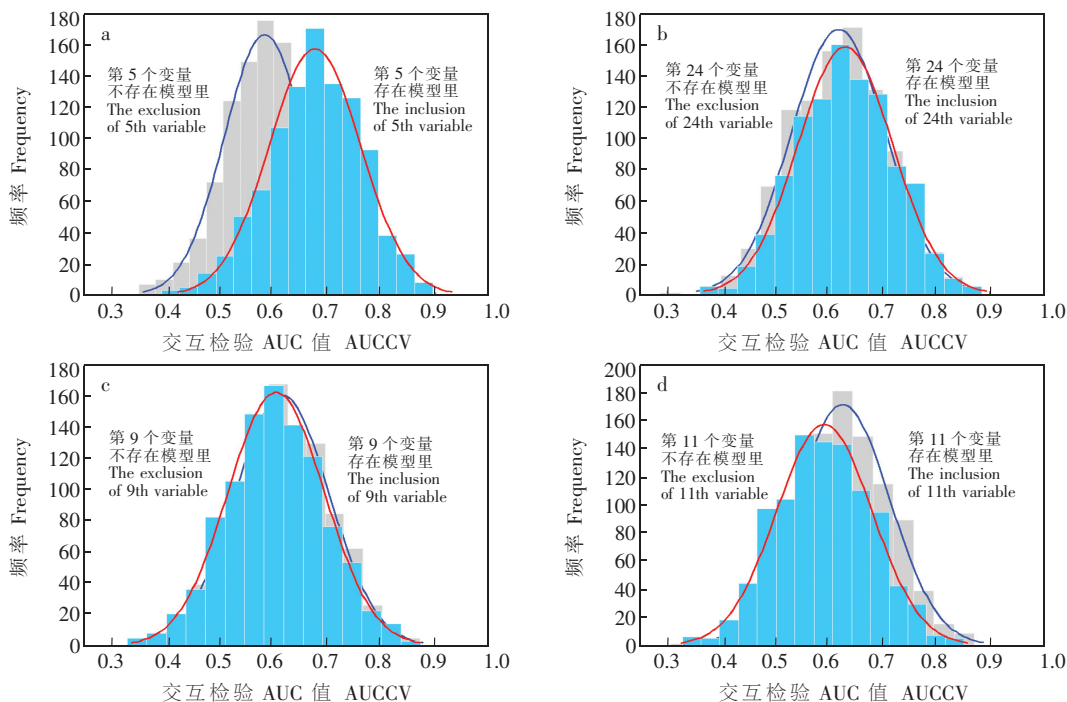 a
频率 Frequency
180
160
140
120
100
80
60
40
20
0
第 5 个变量
不存在模型里
The exclusion
of 5th variable
第 5 个变量
存在模型里
The inclusion
of 5th variable
0.3 0.4 0.5 0.6 0.7 0.8 0.9 1.0
交互检验 AUC 值 AUCCV
b
频率 Frequency
180
160
140
120
100
80
60
40
20
0
第 24 个变量
不存在模型里
The exclusion
of 24th variable
第 24 个变量
存在模型里
The inclusion
of 24th variable
0.3 0.4 0.5 0.6 0.7 0.8 0.9 1.0
交互检验 AUC 值 AUCCV
c
频率 Frequency
180
160
140
120
100
80
60
40
20
0
第 9 个变量
不存在模型里
The exclusion
of 9th variable
第 9 个变量
存在模型里
The inclusion
of 9th variable
0.3 0.4 0.5 0.6 0.7 0.8 0.9 1.0
交互检验 AUC 值 AUCCV
d
频率 Frequency
200
180
160
140
120
100
80
60
40
20
0
第 11 个变量
不存在模型里
The exclusion
of 11th variable
第 11 个变量
存在模型里
The inclusion
of 11th variable
0.3 0.4 0.5 0.6 0.7 0.8 0.9 1.0
交互检验 AUC 值 AUCCV